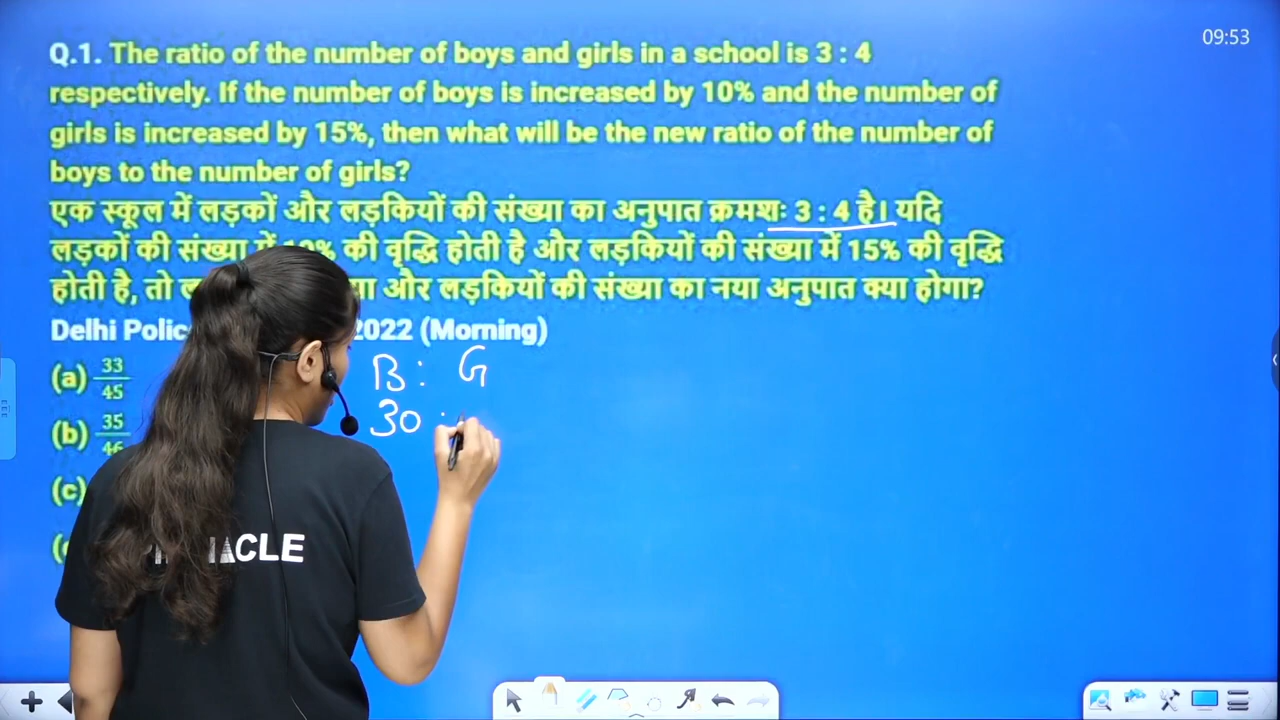 09:53
Q.1. The ratio of the number of boys and girls in a school is 3 : 4
respectively. If the number of boys is increased by 10% and the number of
girls is increased by 15%, then what will be the new ratio of the number of
boys to the number of girls?
एक स्कूल में लड़कों और लड़कियों की संख्या का अनुपात क्रमशः 3 : 4 है। यदि
लड़कों की संख्या में % की वृद्धि होती है और लड़कियों की संख्या में 15% की वृद्धि
होती है, तो और लड़कियों की संख्या का नया अनुपात क्या होगा?
Delhi 2022 (Morning)
(a) 33/45
(b) 35/46
(c)
B : G
30 :
ACLE